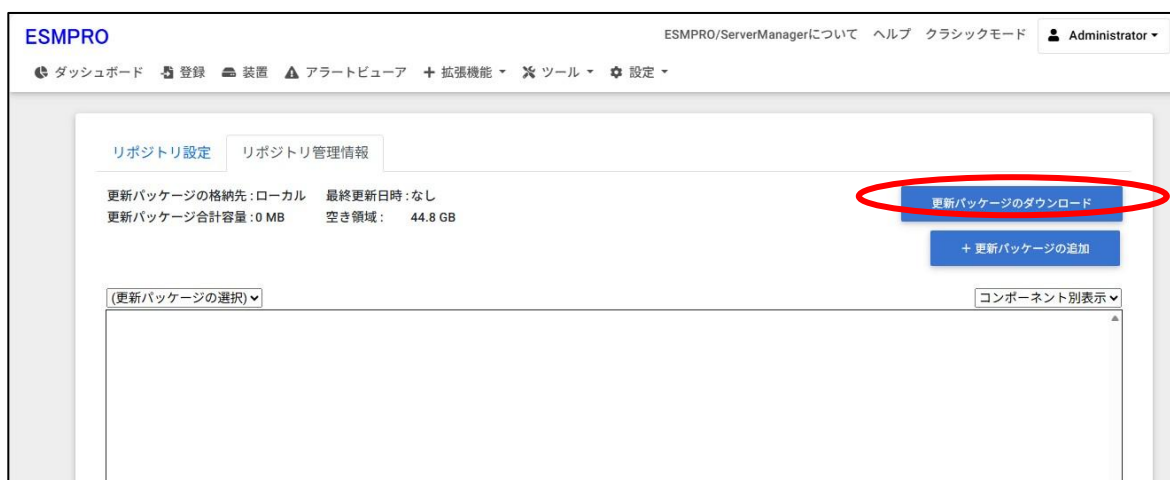 ESMPRO
ESMPRO/ServerManagerについて ヘルプ クラシックモード Administrator
ダッシュボード 登録 装置 アラートビューア 拡張機能 ツール 設定
リポジトリ設定 リポジトリ管理情報
更新パッケージの格納先 :ローカル 最終更新日時 :なし
更新パッケージ合計容量 :0 MB 空き領域 : 44.8 GB
更新パッケージのダウンロード
+ 更新パッケージの追加
(更新パッケージの選択)
コンポーネント別表示